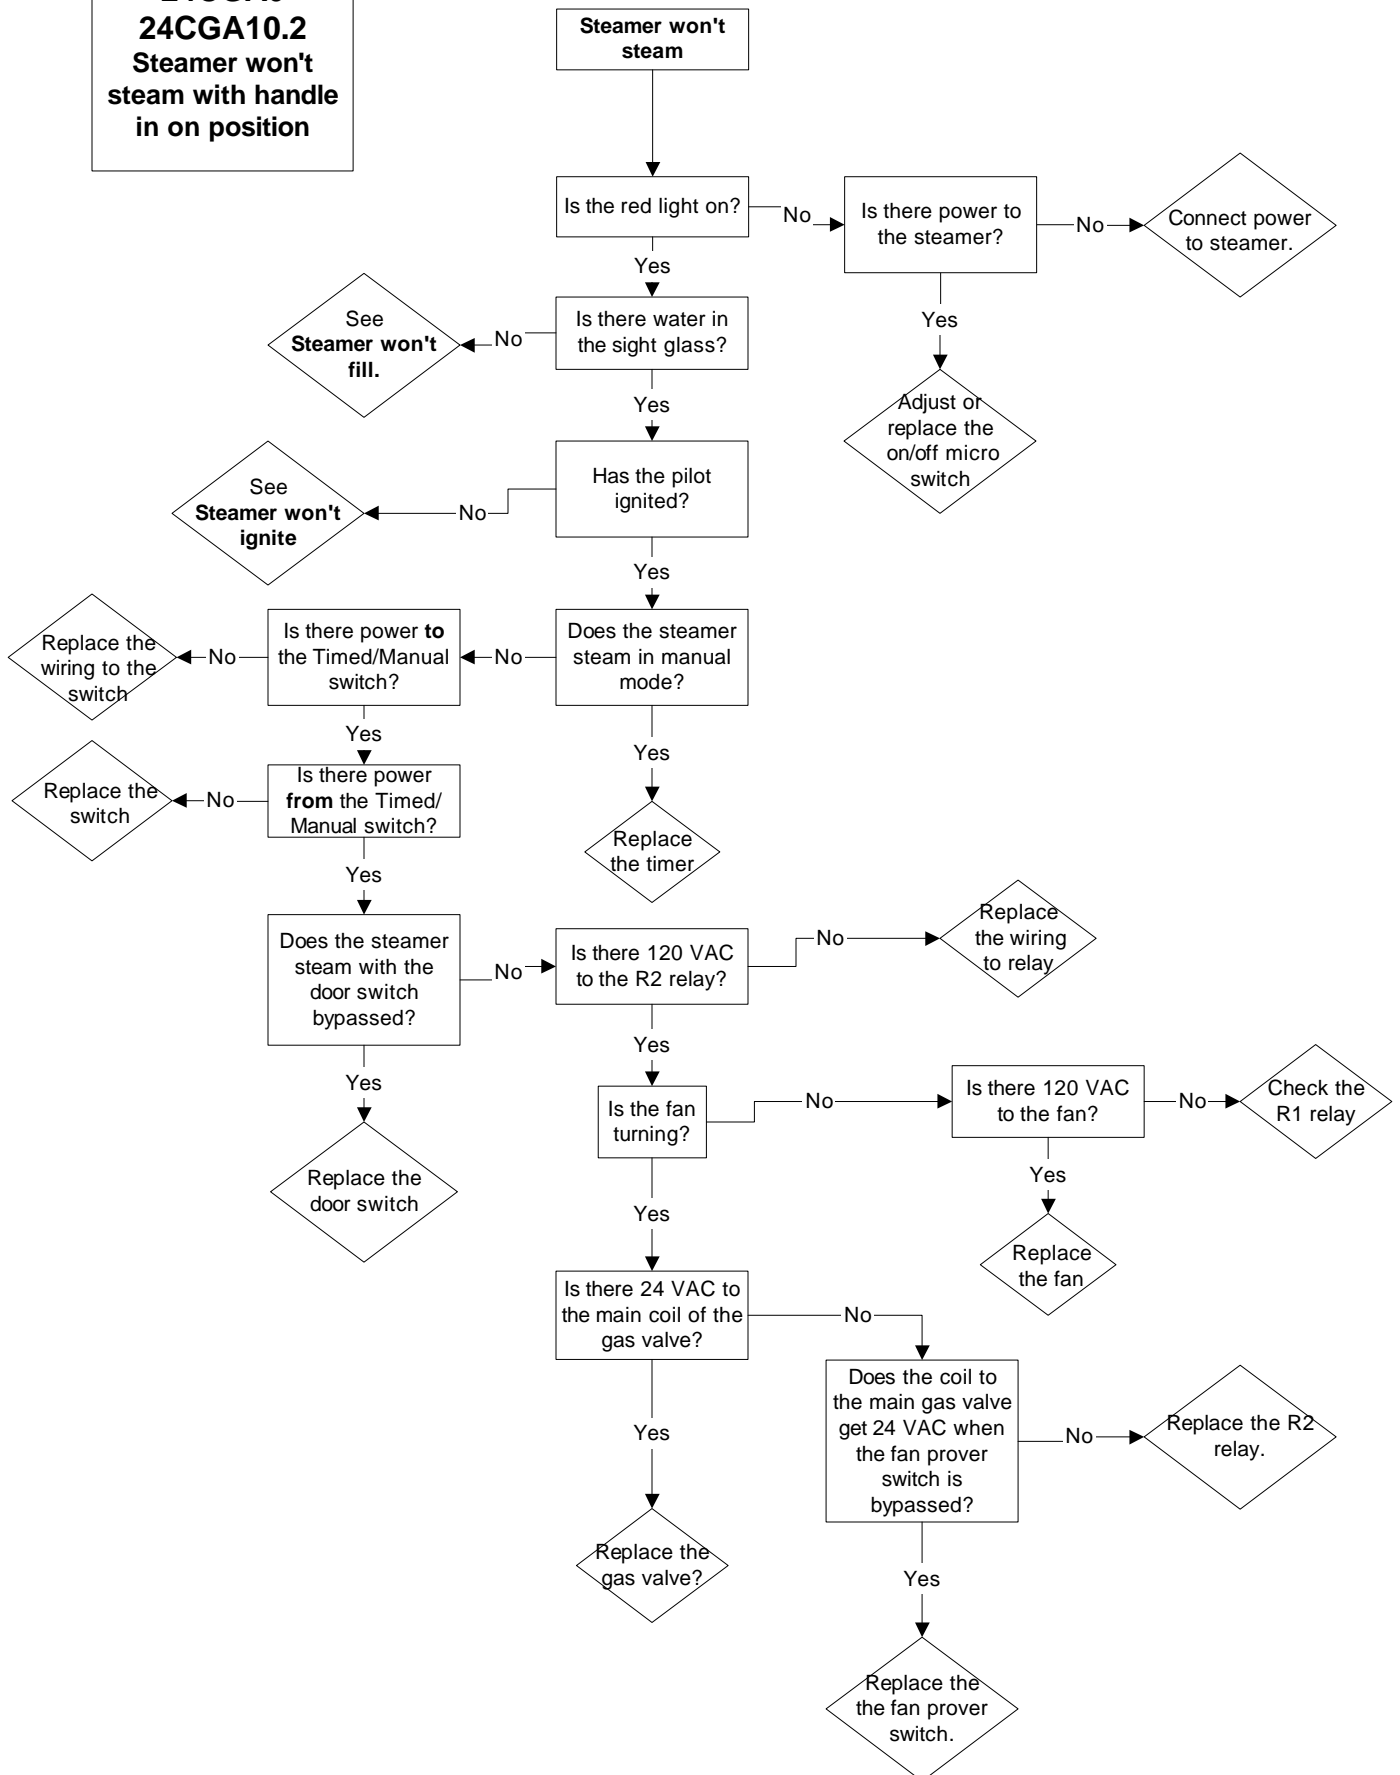 24CGA10.2
Steamer won't
steam with handle
in on position
Steamer won't
steam
Is the red light on?
No
Is there power to
the steamer?
No
Connect power
to steamer.
Yes
Yes
Adjust or
replace the
on/off micro
switch
Is there water in
the sight glass?
No
See
Steamer won't
fill.
Yes
Has the pilot
ignited?
No
See
Steamer won't
ignite
Yes
Does the steamer
steam in manual
mode?
No
Is there power to
the Timed/Manual
switch?
No
Replace the
wiring to the
switch
Yes
Replace
the timer
Yes
Is there power
from the Timed/
Manual switch?
No
Replace the
switch
Yes
Does the steamer
steam with the
door switch
bypassed?
No
Is there 120 VAC
to the R2 relay?
No
Replace
the wiring
to relay
Yes
Replace the
door switch
Yes
Is the fan
turning?
No
Is there 120 VAC
to the fan?
No
Check the
R1 relay
Yes
Replace
the fan
Yes
Is there 24 VAC to
the main coil of the
gas valve?
No
Does the coil to
the main gas valve
get 24 VAC when
the fan prover
switch is
bypassed?
No
Replace the R2
relay.
Yes
Replace the
gas valve?
Yes
Replace the
the fan prover
switch.